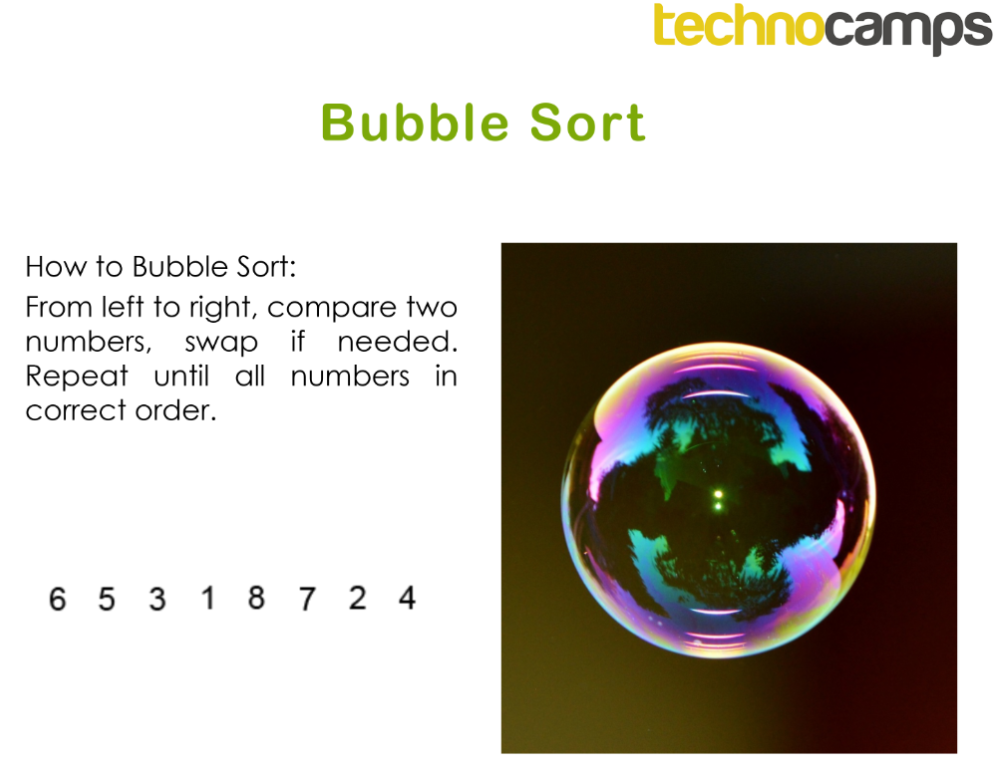 technocamps
Bubble Sort
How to Bubble Sort:
From left to right, compare two
numbers, swap if needed.
Repeat until all numbers in
correct order.
6 5 3 1 8 7 2 4